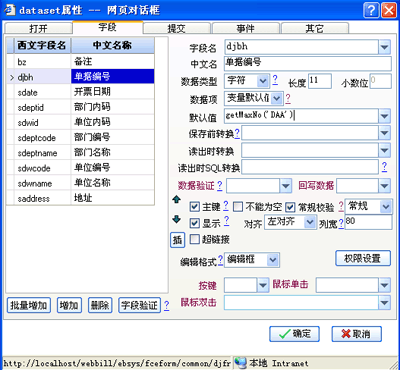 dataset属性 -- 网页对话框
打开 字段 提交 事件 其它
西文字段名 中文名称
bz 备注
djbh 单据编号
sdate 开票日期
sdeptid 部门内码
sdwid 单位内码
sdeptcode 部门编号
sdeptname 部门名称
sdwcode 单位编号
sdwname 单位名称
saddress 地址
批量增加 增加 删除 字段验证 ?
字段名 djbh
中文名 单据编号
数据类型 字符 ? 长度 11 小数位 0
数据项 变量默认值 ?
默认值 getMaxNo('DAA')
保存前转换 ?
读出时转换
读出时SQL转换 ?
数据验证 ? 回写数据 ?
主键 ? 不能为空 常规校验 ? 常规
显示 ? 对齐 左对齐 列宽 ? 80
插 超链接
编辑格式 ? 编辑框 权限设置
按键 鼠标单击
鼠标双击
确定 取消
http://localhost/webbill/ebsys/fceform/common/djfr 本地 Intranet